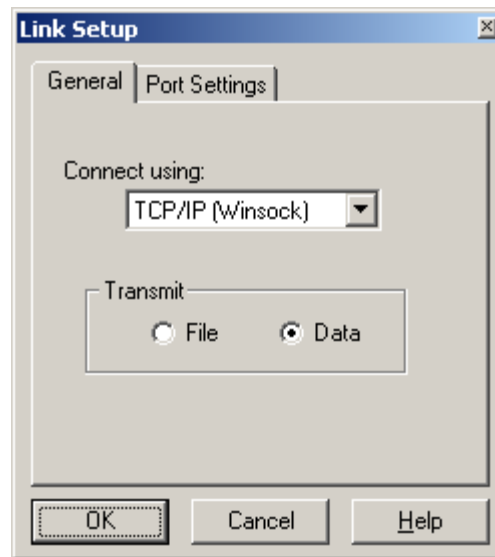 Link Setup
General Port Settings
Connect using:
TCP/IP (Winsock)
Transmit
File Data
OK Cancel Help